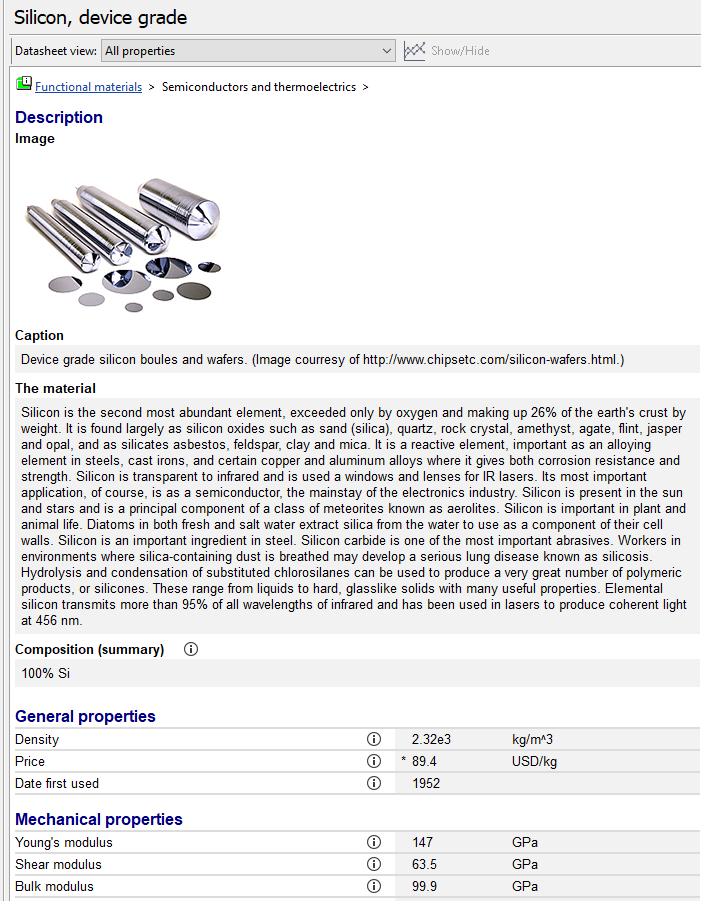 Silicon, device grade
Datasheet view: All properties Show/Hide
Functional materials > Semiconductors and thermoelectrics >
Description
Image
Caption
Device grade silicon boules and wafers. (Image courresy of http://www.chipsetc.com/silicon-wafers.html.)
The material
Silicon is the second most abundant element, exceeded only by oxygen and making up 26% of the earth's crust by
weight. It is found largely as silicon oxides such as sand (silica), quartz, rock crystal, amethyst, agate, flint, jasper
and opal, and as silicates asbestos, feldspar, clay and mica. It is a reactive element, important as an alloying
element in steels, cast irons, and certain copper and aluminum alloys where it gives both corrosion resistance and
strength. Silicon is transparent to infrared and is used a windows and lenses for IR lasers. Its most important
application, of course, is as a semiconductor, the mainstay of the electronics industry. Silicon is present in the sun
and stars and is a principal component of a class of meteorites known as aerolites. Silicon is important in plant and
animal life. Diatoms in both fresh and salt water extract silica from the water to use as a component of their cell
walls. Silicon is an important ingredient in steel. Silicon carbide is one of the most important abrasives. Workers in
environments where silica-containing dust is breathed may develop a serious lung disease known as silicosis.
Hydrolysis and condensation of substituted chlorosilanes can be used to produce a very great number of polymeric
products, or silicones. These range from liquids to hard, glasslike solids with many useful properties. Elemental
silicon transmits more than 95% of all wavelengths of infrared and has been used in lasers to produce coherent light
at 456 nm.
Composition (summary)
100% Si
General properties
Density 2.32e3 kg/m^3
Price * 89.4 USD/kg
Date first used 1952
Mechanical properties
Young's modulus 147 GPa
Shear modulus 63.5 GPa
Bulk modulus 99.9 GPa